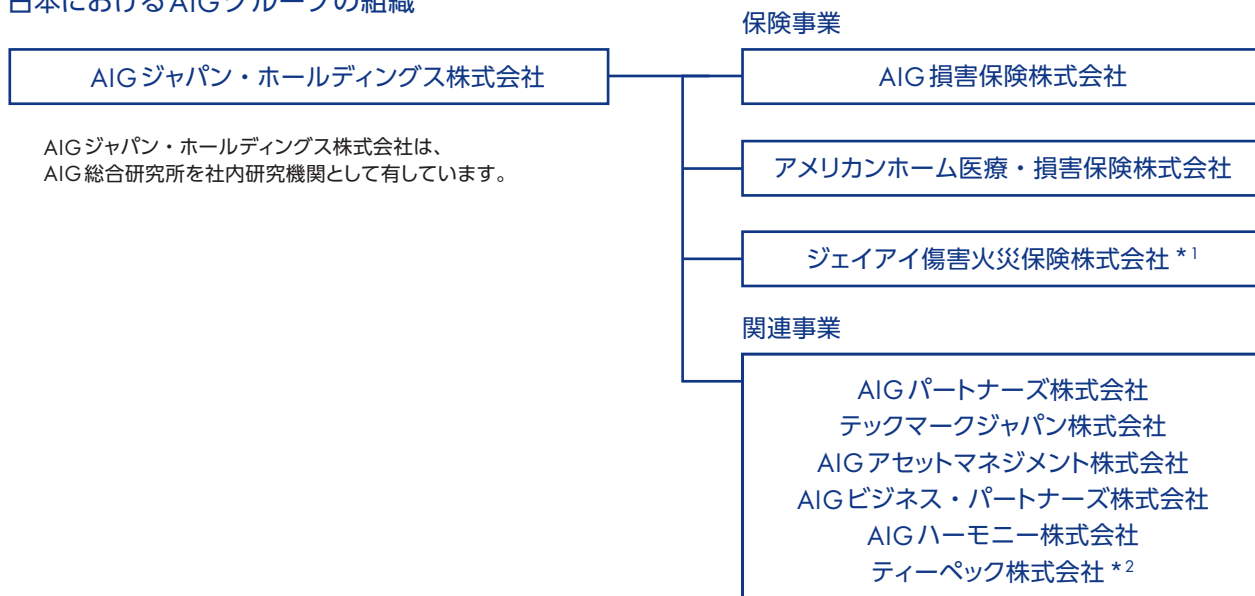 日本におけるAIGグループの組織
保険事業
AIGジャパン・ホールディングス株式会社
AIG損害保険株式会社
AIGジャパン・ホールディングス株式会社は、
AIG総合研究所を社内研究機関として有しています。
アメリカンホーム医療・損害保険株式会社
ジェイアイ傷害火災保険株式会社 *1
関連事業
AIGパートナーズ株式会社
テックマークジャパン株式会社
AIGアセットマネジメント株式会社
AIGビジネス・パートナーズ株式会社
AIGハーモニー株式会社
ティーペック株式会社 *2